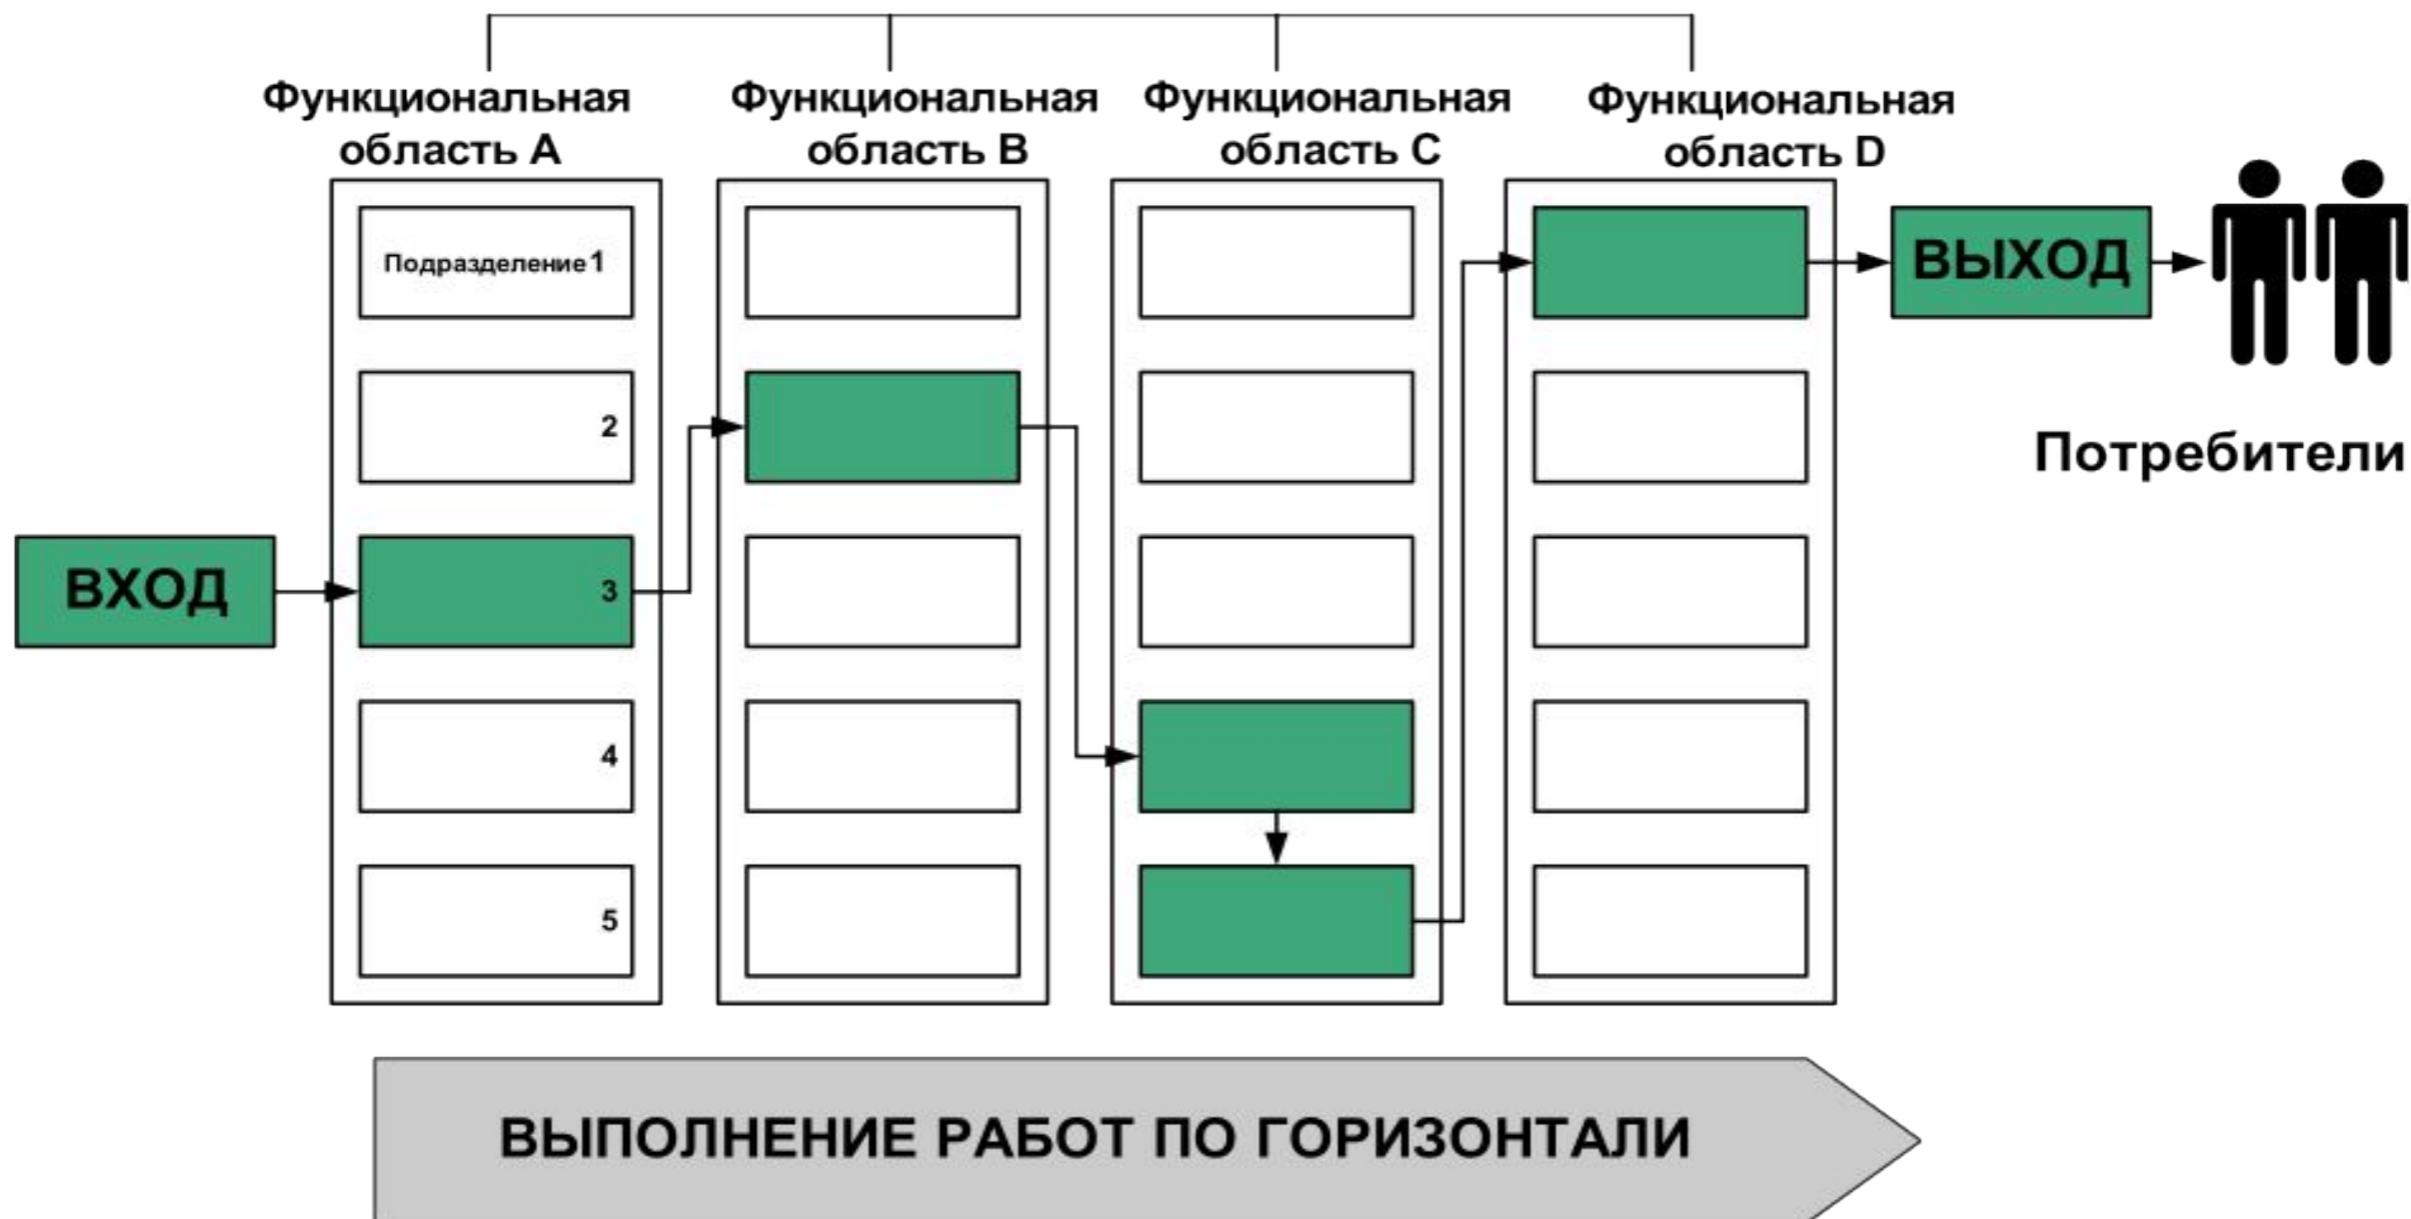 Функциональная
область А
Функциональная
область В
Функциональная
область С
Функциональная
область D
Подразделение 1
ВЫХОД
2
Потребители
ВХОД
3
4
5
ВЫПОЛНЕНИЕ РАБОТ ПО ГОРИЗОНТАЛИ